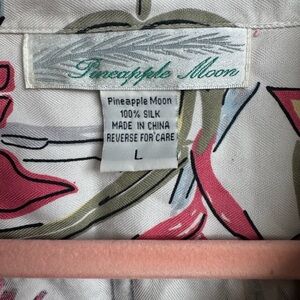 Pineapple Moon
Pineapple Moon
100% SILK
MADE IN CHINA
REVERSE FOR CARE
L